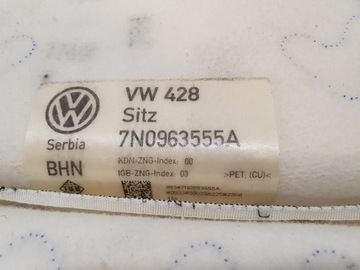 VW 428
Sitz
Serbia
7N0963555A
BHN
KDN-ZNG-Index: 00
IGB-ZNG-Index: 03
>PET, (CU)<